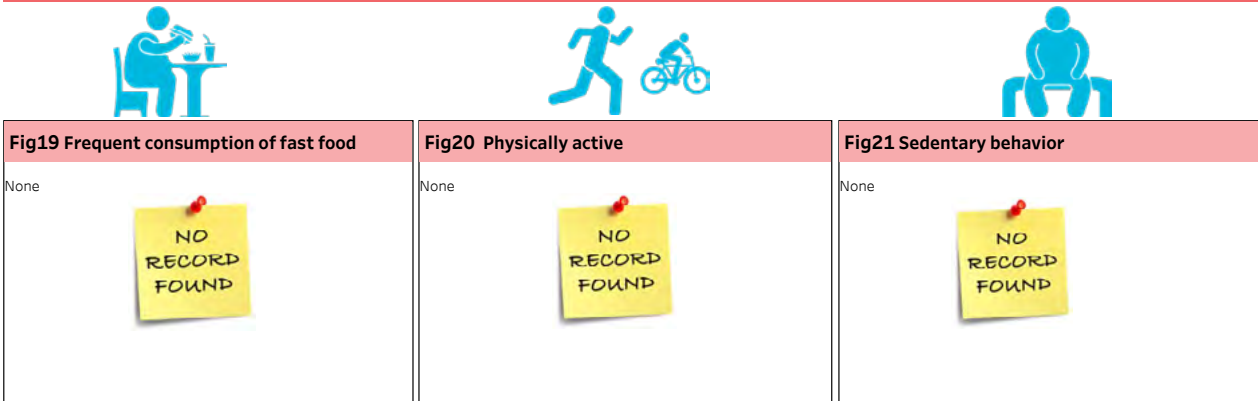 Fig19 Frequent consumption of fast food
None
NO
RECORD
FOUND
Fig20 Physically active
None
NO
RECORD
FOUND
Fig21 Sedentary behavior
None
NO
RECORD
FOUND